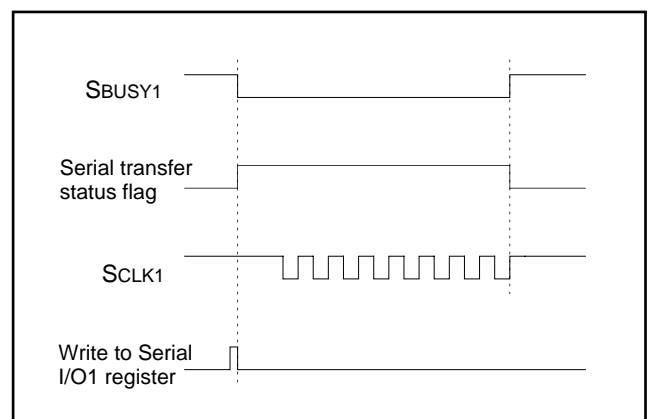 SBUSY1
Serial transfer
status flag
SCLK1
Write to Serial
I/O1 register